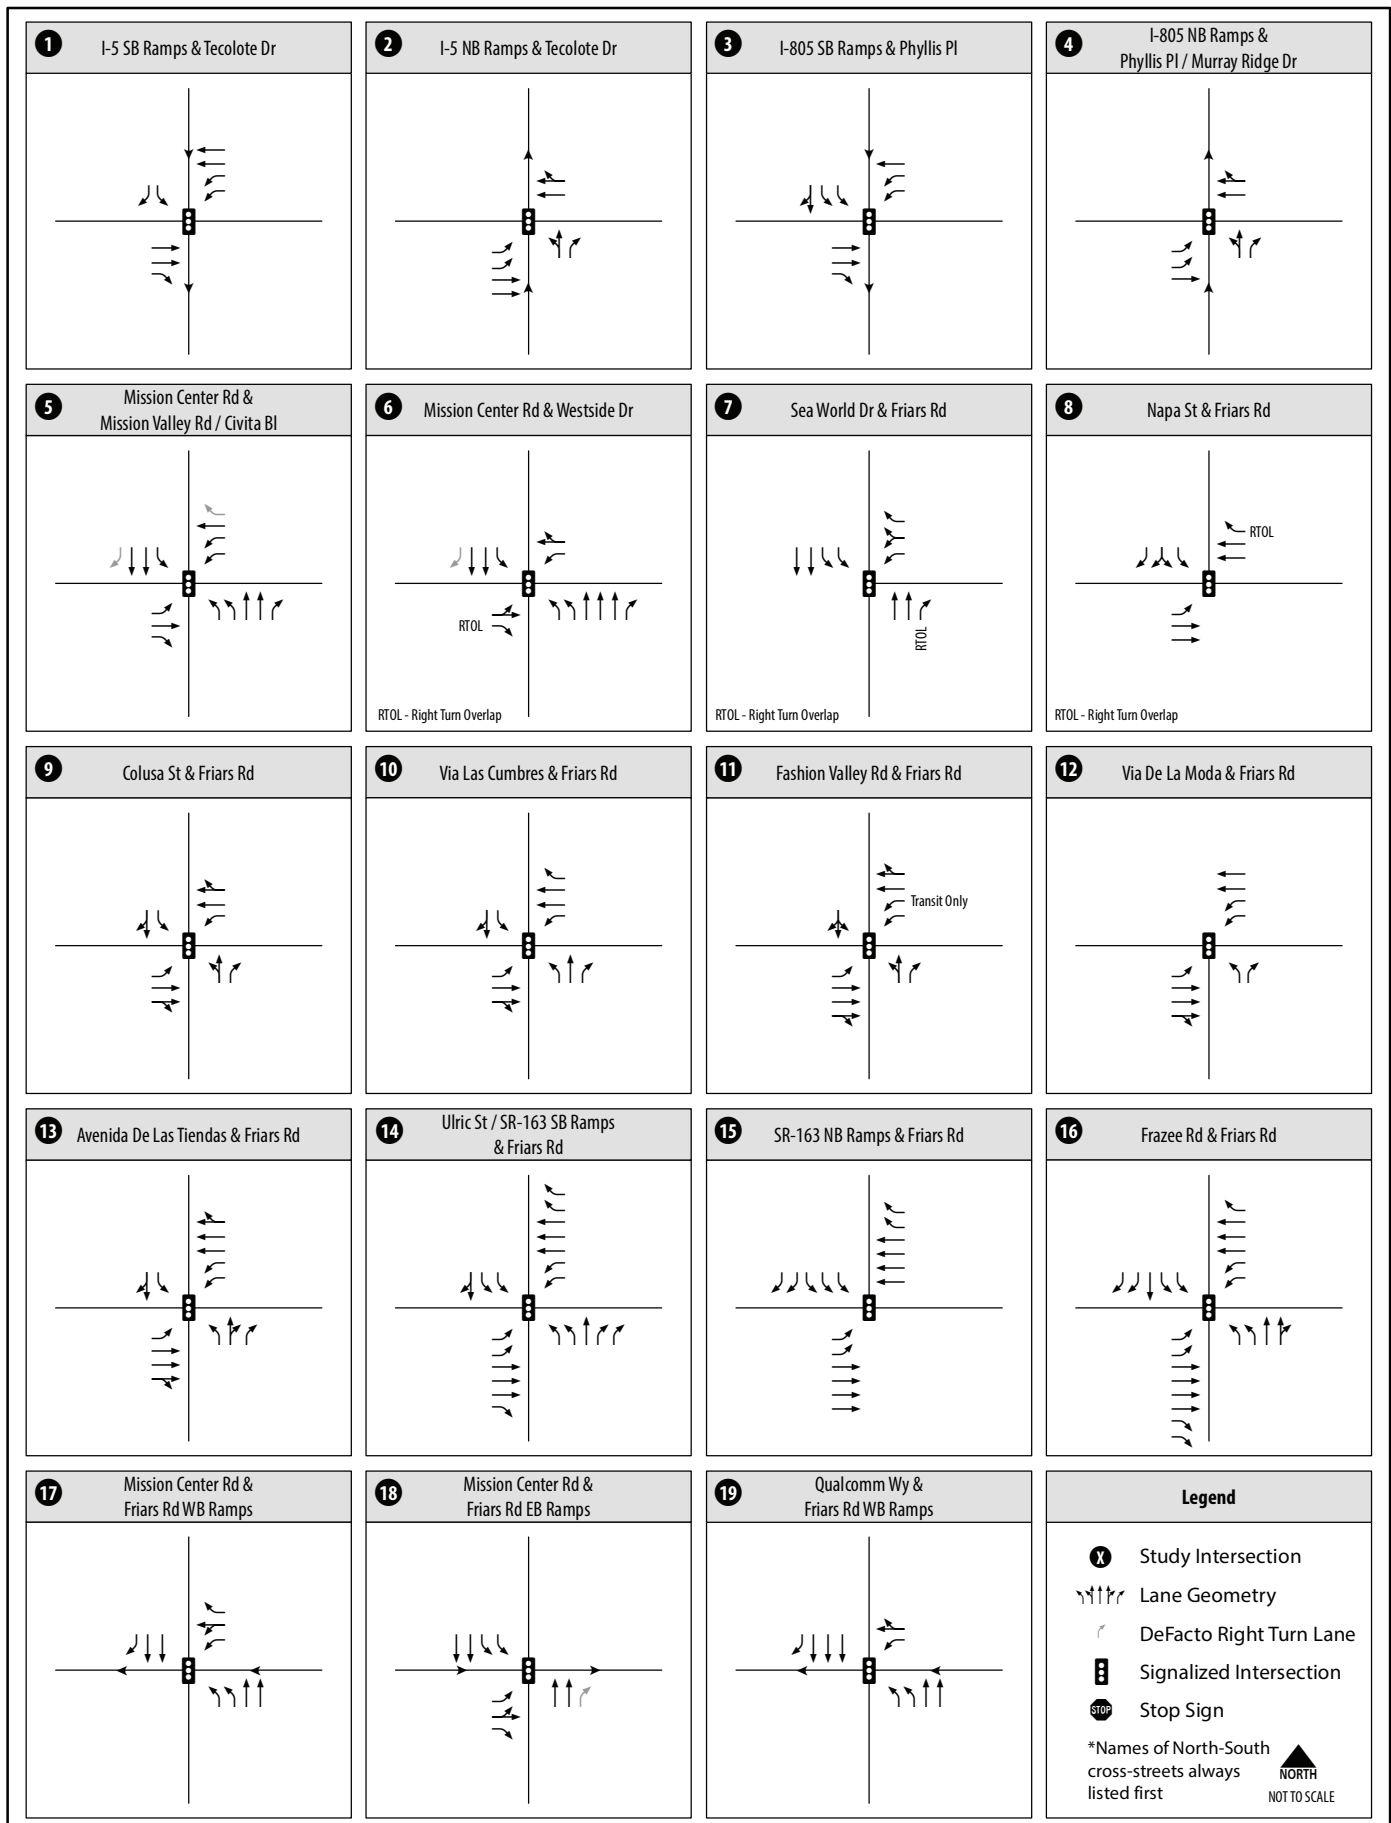 1
I-5 SB Ramps & Tecolote Dr
2
I-5 NB Ramps & Tecolote Dr
3
I-805 SB Ramps & Phyllis Pl
4
I-805 NB Ramps &
Phyllis Pl / Murray Ridge Dr
5
Mission Center Rd &
Mission Valley Rd / Civita Bl
6
Mission Center Rd & Westside Dr
RTOL
RTOL - Right Turn Overlap
7
Sea World Dr & Friars Rd
RTOL
RTOL - Right Turn Overlap
8
Napa St & Friars Rd
RTOL
RTOL - Right Turn Overlap
9
Colusa St & Friars Rd
10
Via Las Cumbres & Friars Rd
11
Fashion Valley Rd & Friars Rd
Transit Only
12
Via De La Moda & Friars Rd
13
Avenida De Las Tiendas & Friars Rd
14
Ulric St / SR-163 SB Ramps
& Friars Rd
15
SR-163 NB Ramps & Friars Rd
16
Frazee Rd & Friars Rd
17
Mission Center Rd &
Friars Rd WB Ramps
18
Mission Center Rd &
Friars Rd EB Ramps
19
Qualcomm Wy &
Friars Rd WB Ramps
Legend
X
Study Intersection
Lane Geometry
DeFacto Right Turn Lane
Signalized Intersection
STOP
Stop Sign
*Names of North-South
cross-streets always
listed first
NORTH
NOT TO SCALE